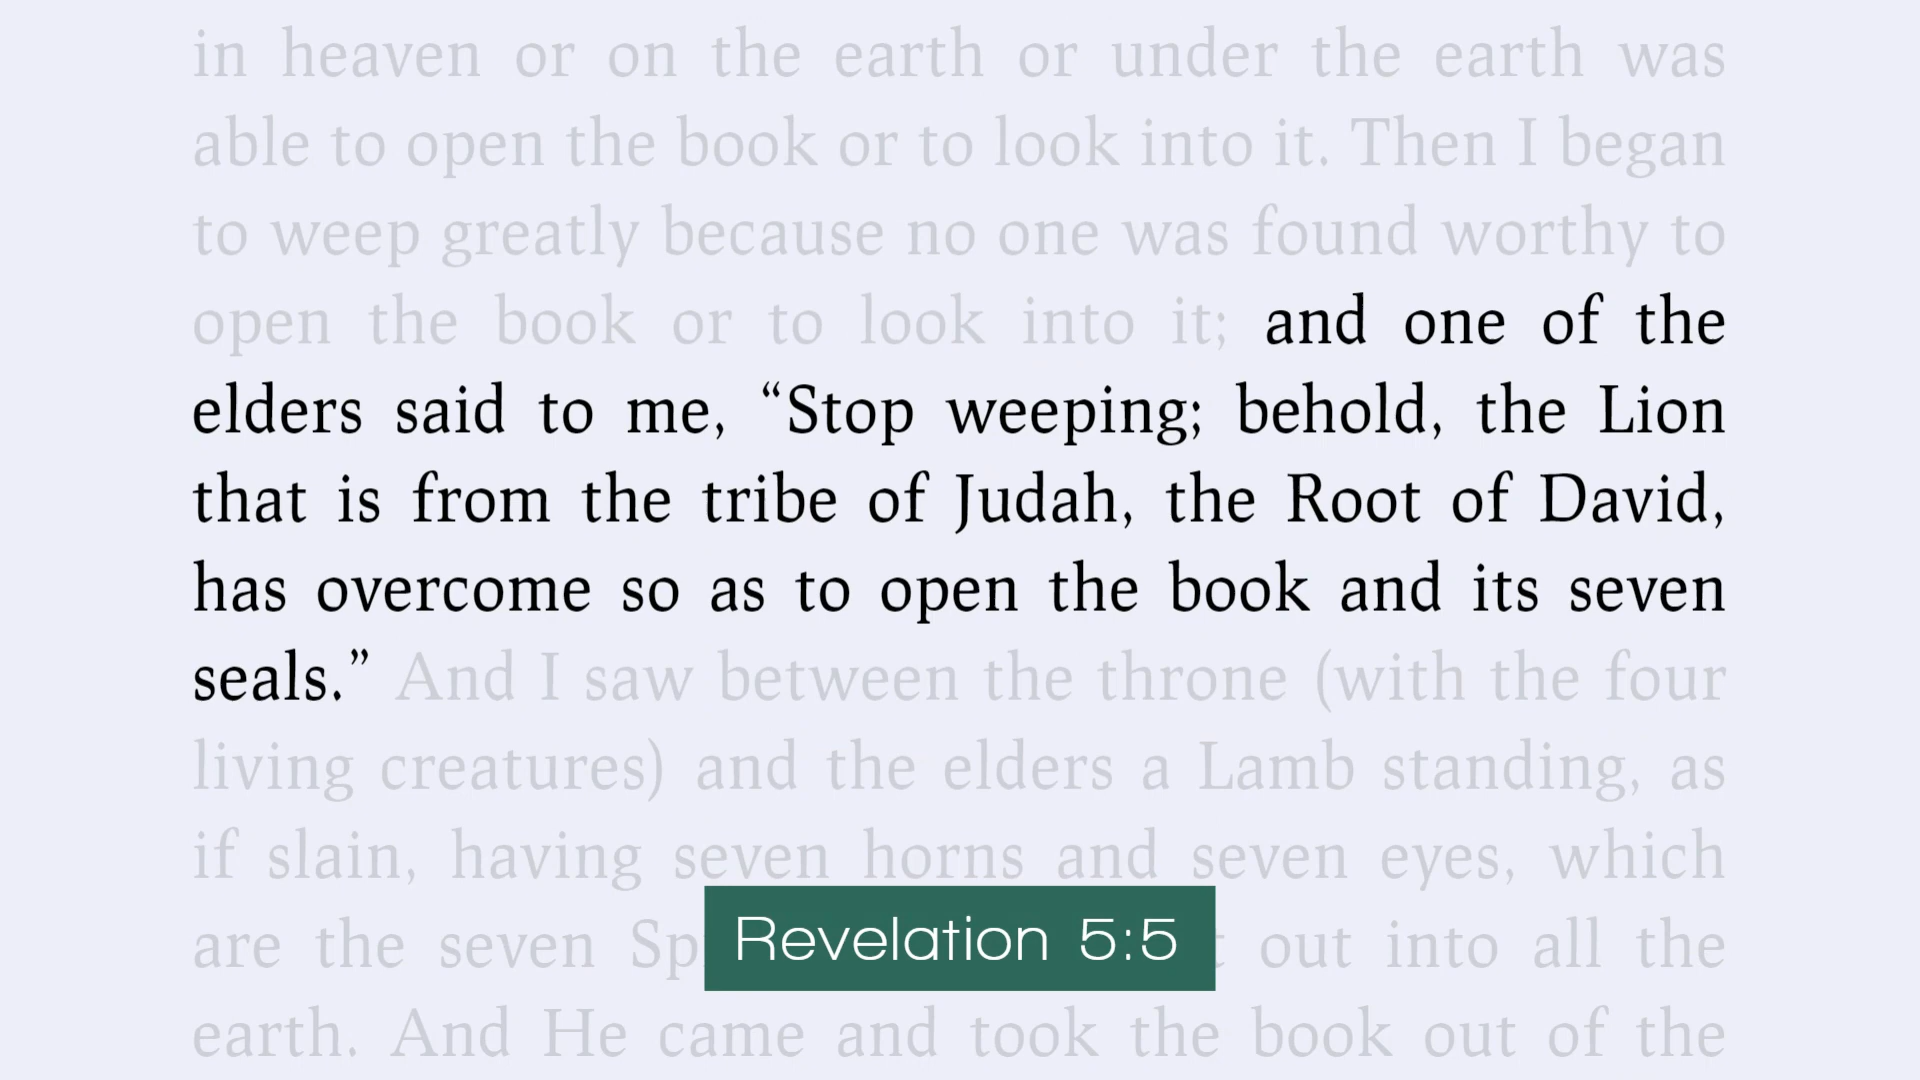 in heaven or on the earth or under the earth was
able to open the book or to look into it. Then I began
to weep greatly because no one was found worthy to
open the book or to look into it; and one of the
elders said to me, “Stop weeping; behold, the Lion
that is from the tribe of Judah, the Root of David,
has overcome so as to open the book and its seven
seals.” And I saw between the throne (with the four
living creatures) and the elders a Lamb standing, as
if slain, having seven horns and seven eyes, which
are the seven out into all the
Revelation 5:5
earth. And He came and took the book out of the